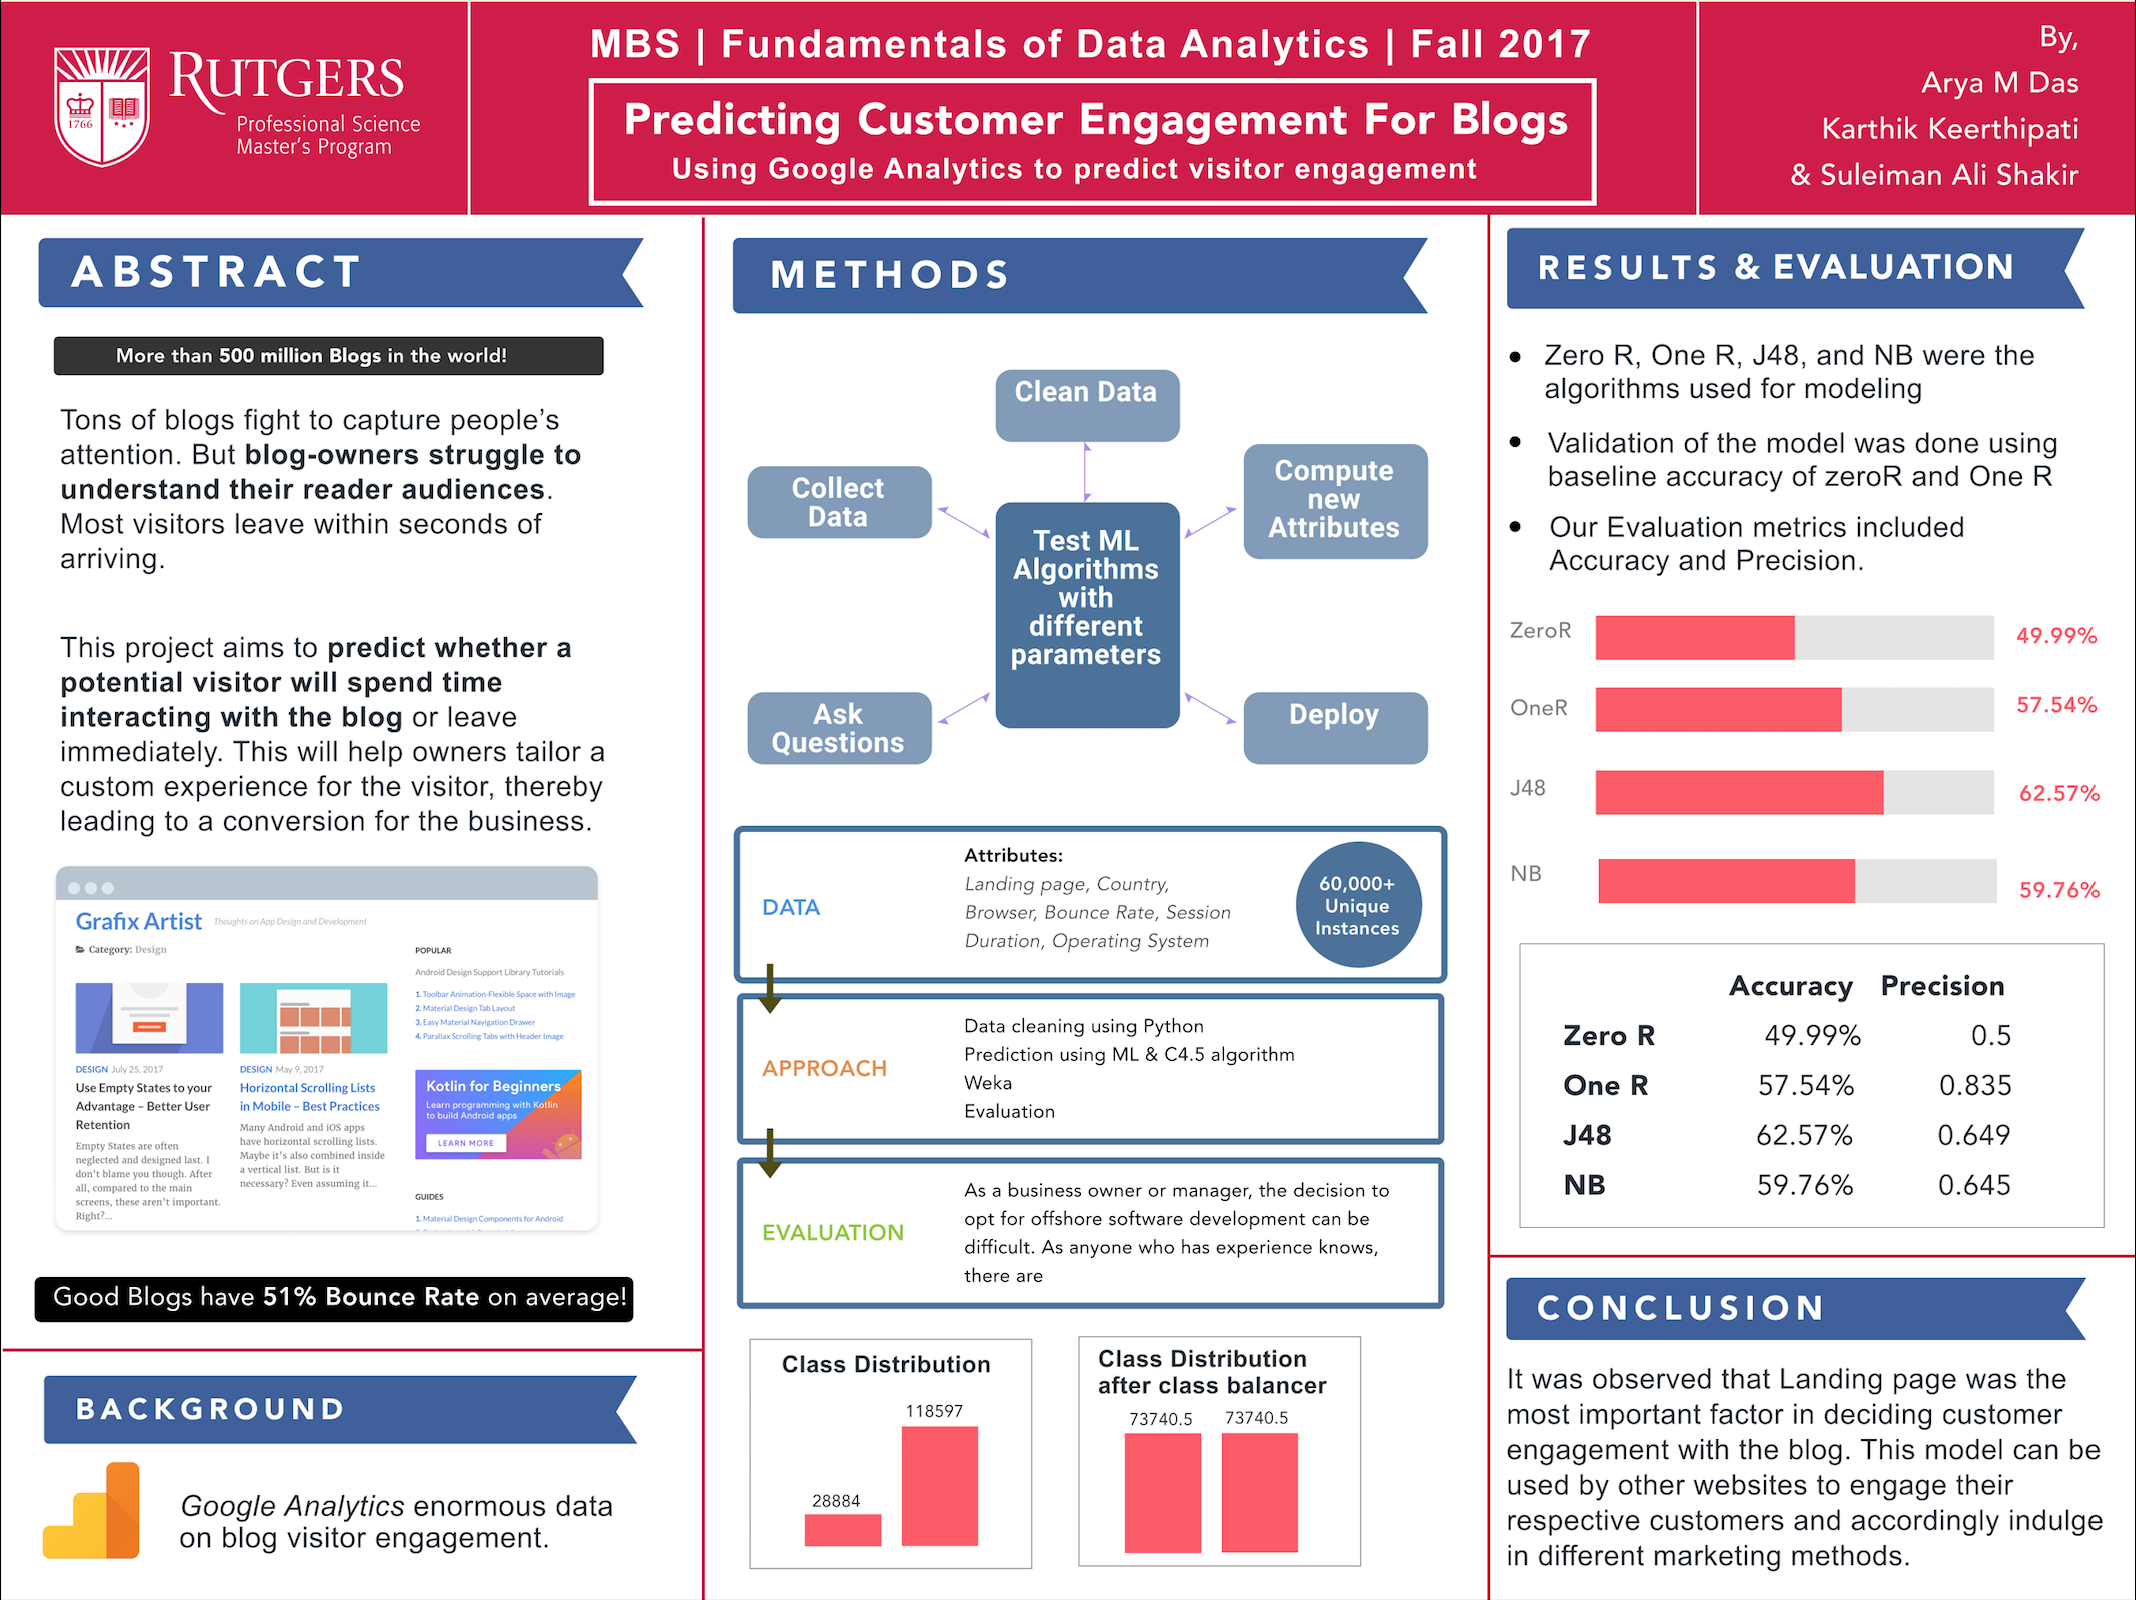 RUTGERS
1766
Professional Science
Master's Program
MBS | Fundamentals of Data Analytics | Fall 2017
Predicting Customer Engagement For Blogs
Using Google Analytics to predict visitor engagement
By,
Arya M Das
Karthik Keerthipati
& Suleiman Ali Shakir
ABSTRACT
More than 500 million Blogs in the world!
Tons of blogs fight to capture people's
attention. But blog-owners struggle to
understand their reader audiences.
Most visitors leave within seconds of
arriving.
This project aims to predict whether a
potential visitor will spend time
interacting with the blog or leave
immediately. This will help owners tailor a
custom experience for the visitor, thereby
leading to a conversion for the business.
Grafix Artist Thoughts on App Design and Development
Category: Design
DESIGN July 25, 2017
Use Empty States to your
Advantage – Better User
Retention
Empty States are often
neglected and designed last. I
don't blame you though. After
all, compared to the main
screens, these aren't important.
Right?...
DESIGN May 9, 2017
Horizontal Scrolling Lists
in Mobile – Best Practices
Many Android and iOS apps
have horizontal scrolling lists.
Maybe it's also combined inside
a vertical list. But is it
necessary? Even assuming it...
POPULAR
Android Design Support Library Tutorials
1. Toolbar Animation-Flexible Space with Image
2. Material Design Tab Layout
3. Easy Material Navigation Drawer
4. Parallax Scrolling Tabs with Header Image
Kotlin for Beginners
Learn programming with Kotlin
to build Android apps
LEARN MORE
GUIDES
1. Material Design Components for Android
Good Blogs have 51% Bounce Rate on average!
BACKGROUND
Google Analytics enormous data
on blog visitor engagement.
METHODS
Clean Data
Collect
Data
Compute
new
Attributes
Test ML
Algorithms
with
different
parameters
Ask
Questions
Deploy
DATA
Attributes:
Landing page, Country,
Browser, Bounce Rate, Session
Duration, Operating System
60,000+
Unique
Instances
APPROACH
Data cleaning using Python
Prediction using ML & C4.5 algorithm
Weka
Evaluation
EVALUATION
As a business owner or manager, the decision to
opt for offshore software development can be
difficult. As anyone who has experience knows,
there are
Class Distribution
28884
118597
Class Distribution
after class balancer
73740.5 73740.5
RESULTS & EVALUATION
• Zero R, One R, J48, and NB were the
algorithms used for modeling
• Validation of the model was done using
baseline accuracy of zeroR and One R
• Our Evaluation metrics included
Accuracy and Precision.
ZeroR 49.99%
OneR 57.54%
J48 62.57%
NB 59.76%
Accuracy Precision
Zero R 49.99% 0.5
One R 57.54% 0.835
J48 62.57% 0.649
NB 59.76% 0.645
CONCLUSION
It was observed that Landing page was the
most important factor in deciding customer
engagement with the blog. This model can be
used by other websites to engage their
respective customers and accordingly indulge
in different marketing methods.